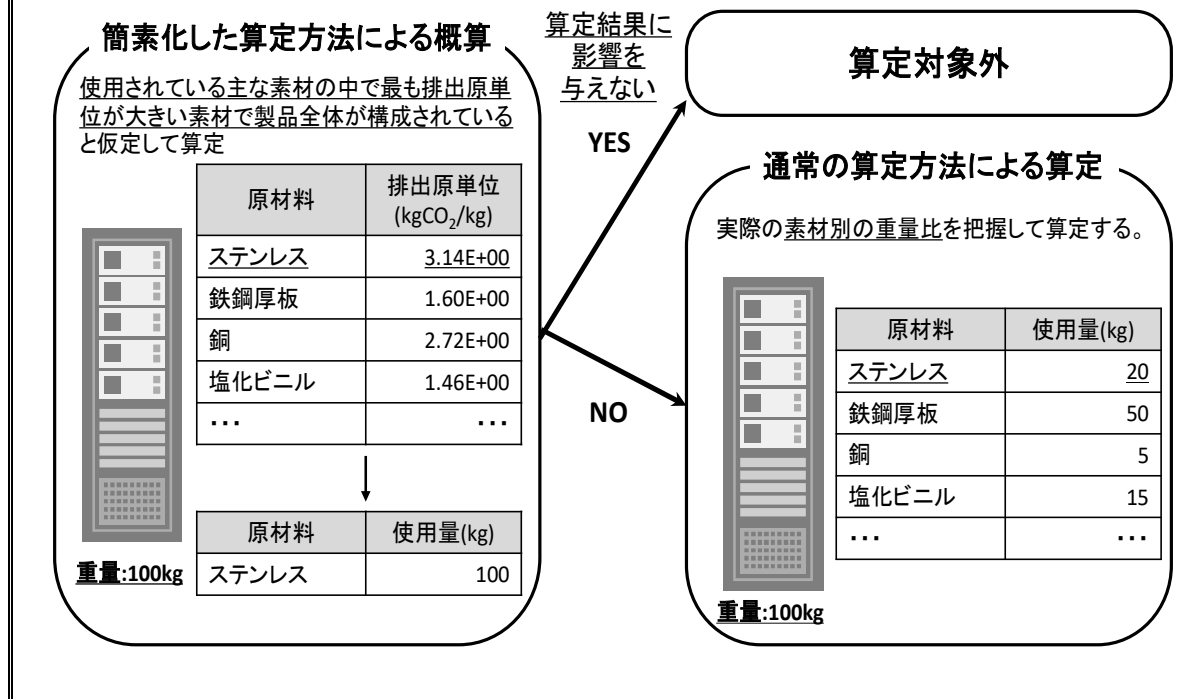 簡素化した算定方法による概算
使用されている主な素材の中で最も排出原単
位が大きい素材で製品全体が構成されている
と仮定して算定
原材料 排出原単位
(kgCO₂/kg)
ステンレス 3.14E+00
鉄鋼厚板 1.60E+00
銅 2.72E+00
塩化ビニル 1.46E+00
・・・ ・・・
原材料 使用量(kg)
ステンレス 100
重量:100kg
算定結果に
影響を
与えない
YES
NO
算定対象外
通常の算定方法による算定
実際の素材別の重量比を把握して算定する。
原材料 使用量(kg)
ステンレス 20
鉄鋼厚板 50
銅 5
塩化ビニル 15
・・・ ・・・
重量:100kg